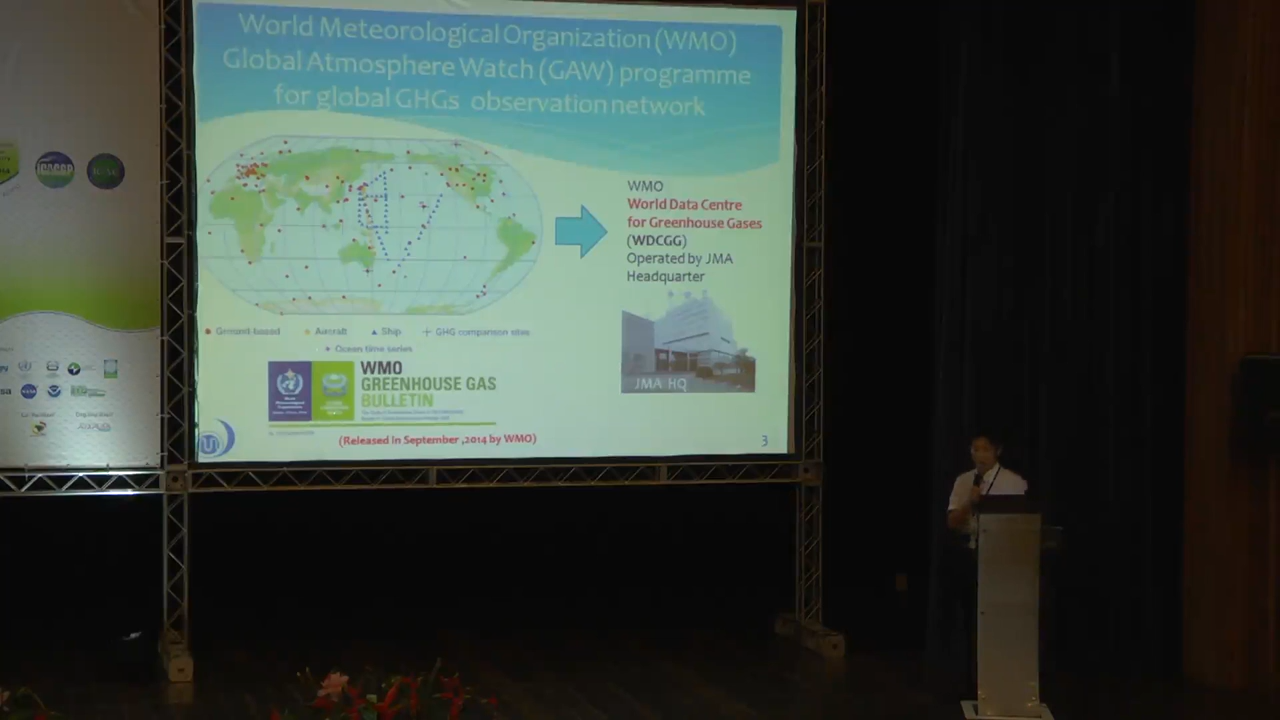 World Meteorological Organization (WMO)
Global Atmosphere Watch (GAW) programme
for global GHGs observation network
WMO
World Data Centre
for Greenhouse Gases
(WDCGG)
Operated by JMA
Headquarter
Ground-based Aircraft Ship GHG comparison sites
Ocean time series
JMA HQ
WMO
GREENHOUSE GAS
BULLETIN
(Released in September ,2014 by WMO)
3